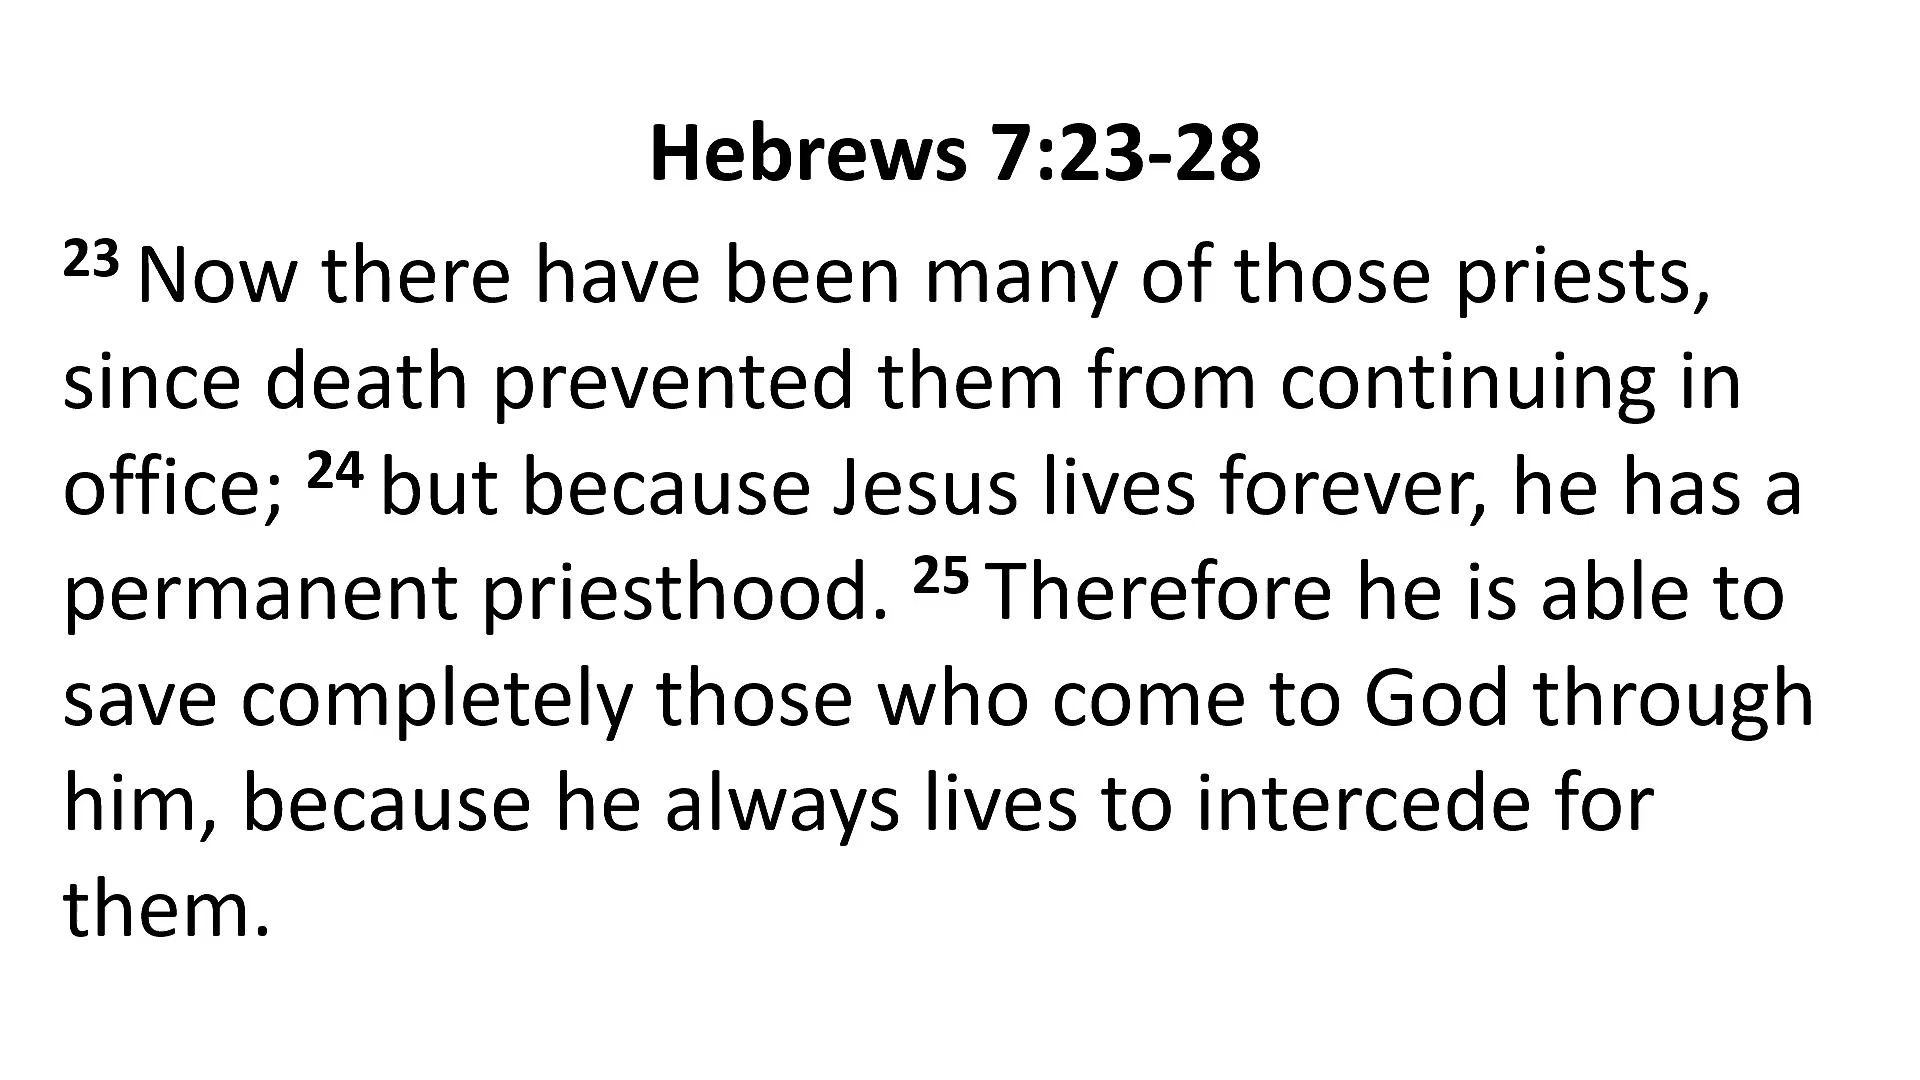 Hebrews 7:23-28
23 Now there have been many of those priests,
since death prevented them from continuing in
office; 24 but because Jesus lives forever, he has a
permanent priesthood. 25 Therefore he is able to
save completely those who come to God through
him, because he always lives to intercede for
them.